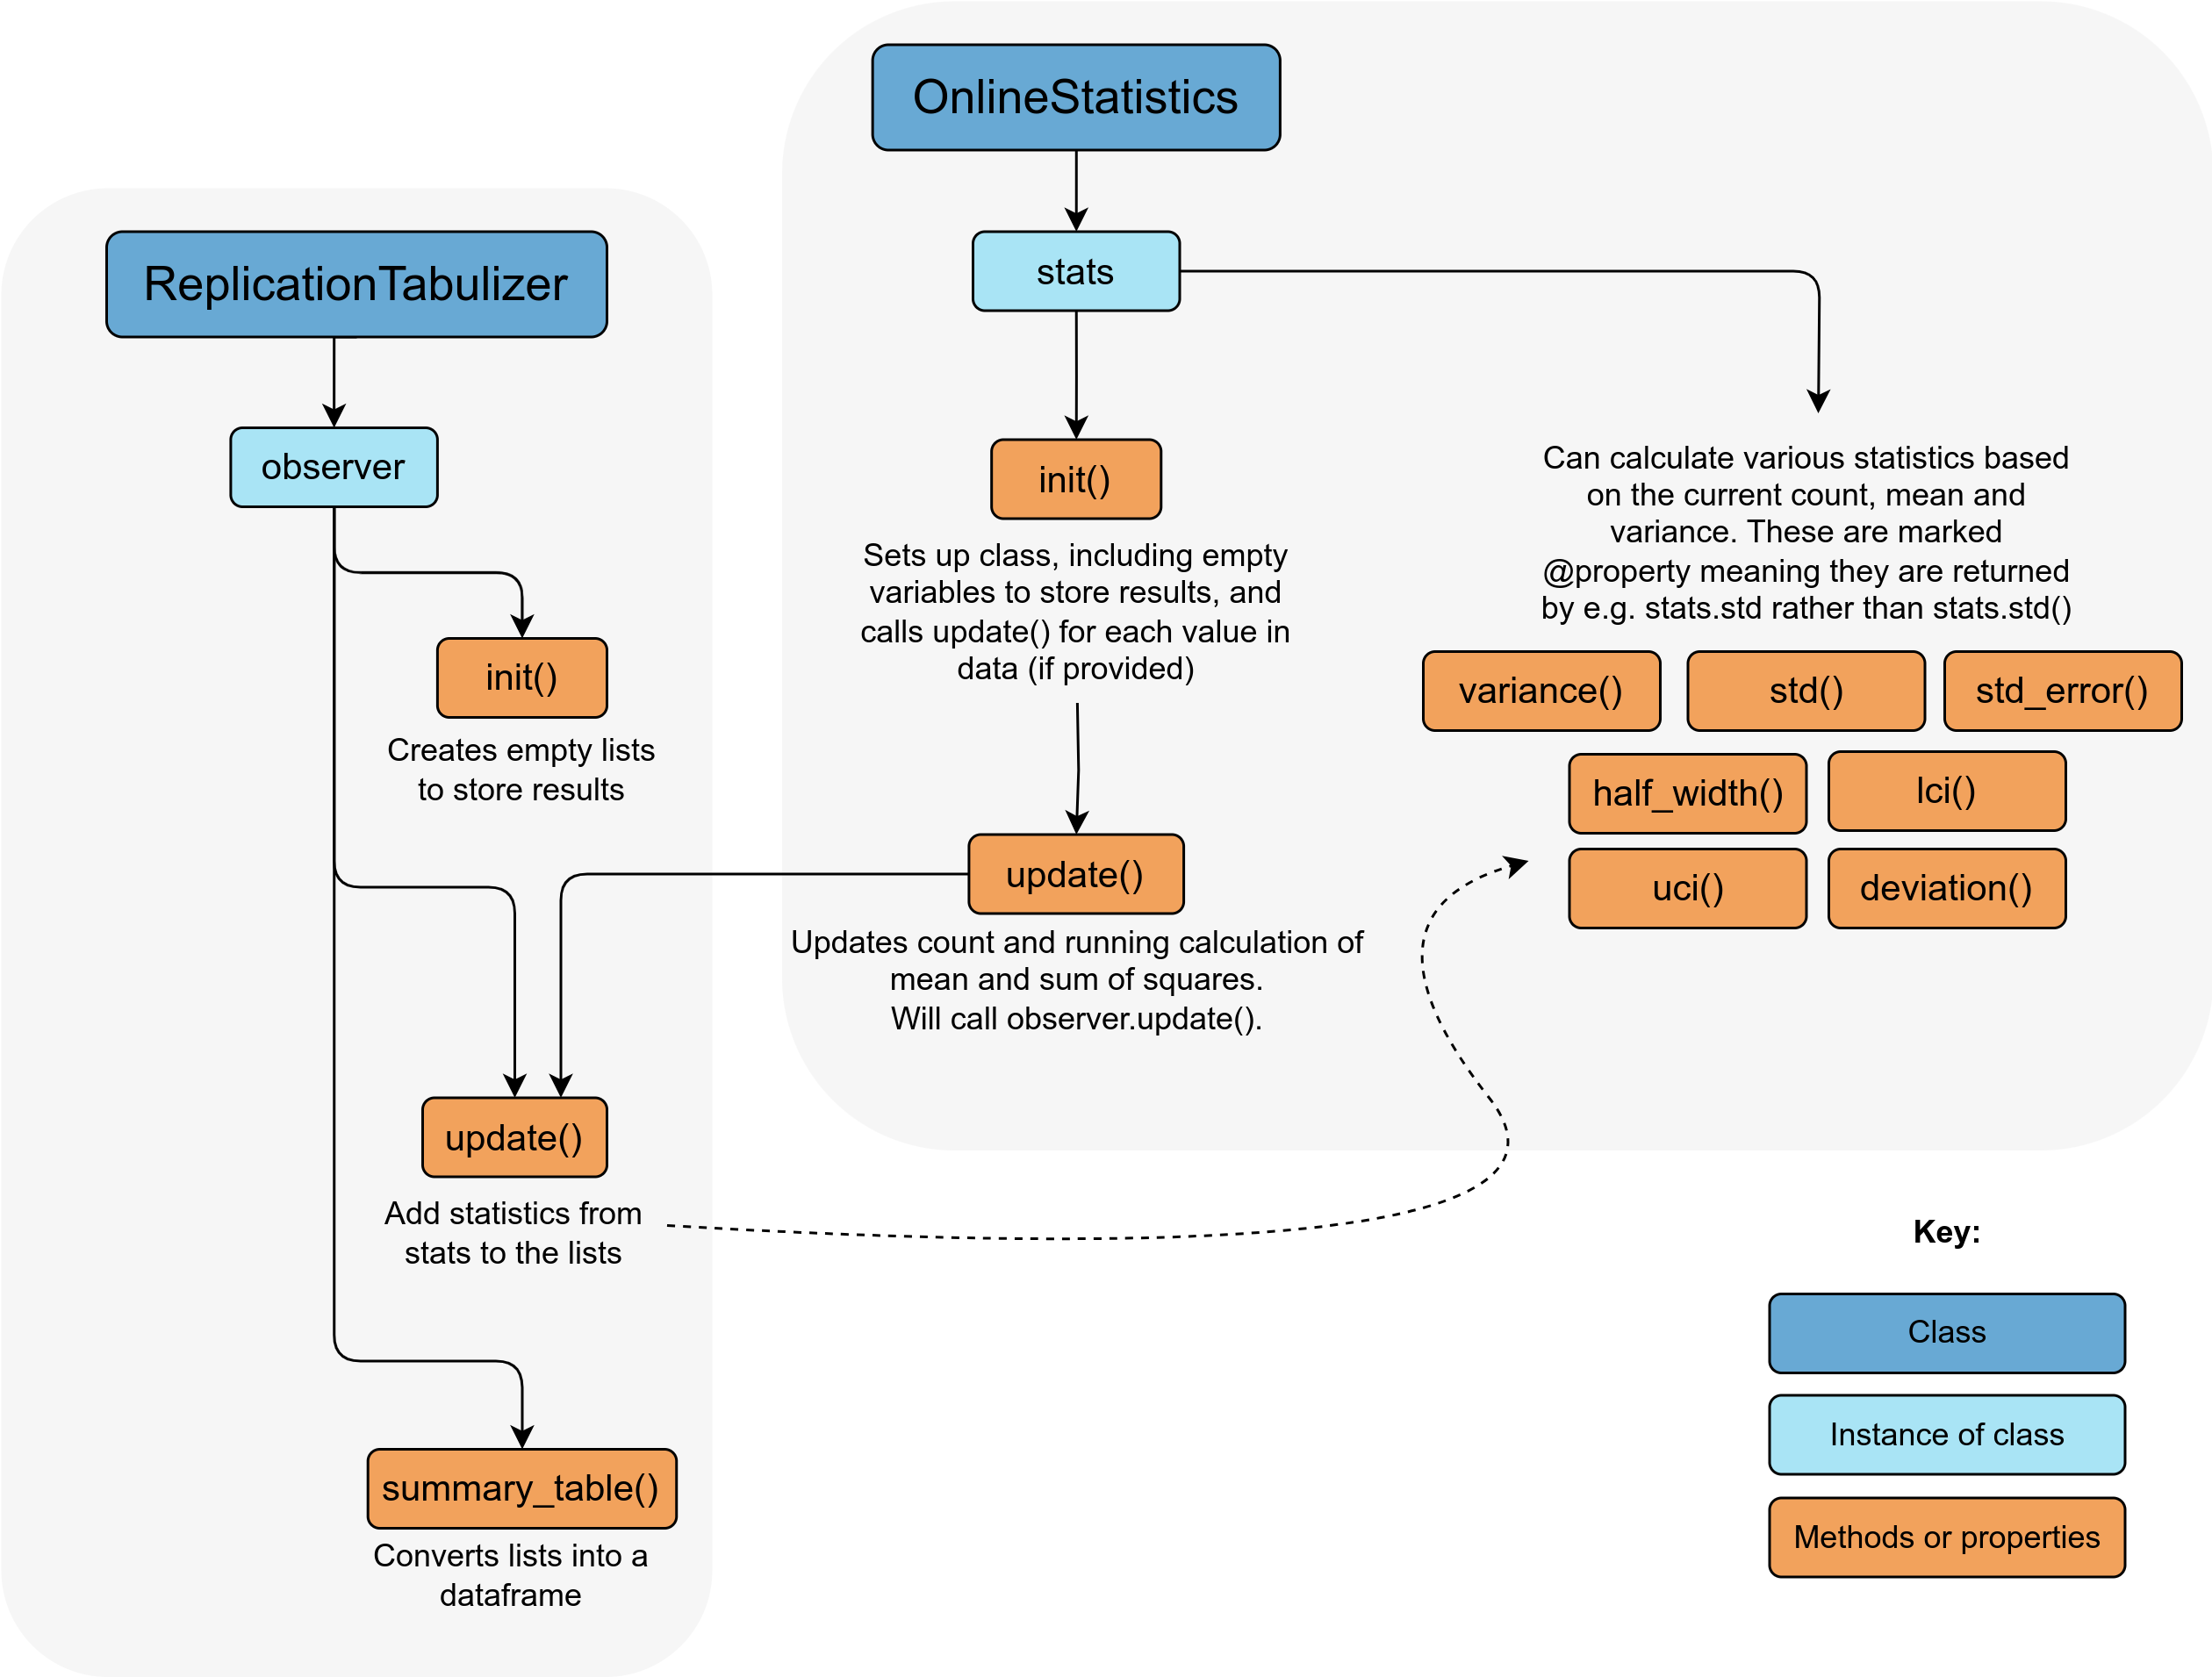 OnlineStatistics
stats
ReplicationTabulizer
observer
init()
Creates empty lists
to store results
update()
Add statistics from
stats to the lists
summary_table()
Converts lists into a
dataframe
init()
Sets up class, including empty
variables to store results, and
calls update() for each value in
data (if provided)
update()
Updates count and running calculation of
mean and sum of squares.
Will call observer.update().
Can calculate various statistics based
on the current count, mean and
variance. These are marked
@property meaning they are returned
by e.g. stats.std rather than stats.std()
variance()
std()
std_error()
half_width()
lci()
uci()
deviation()
Key:
Class
Instance of class
Methods or properties